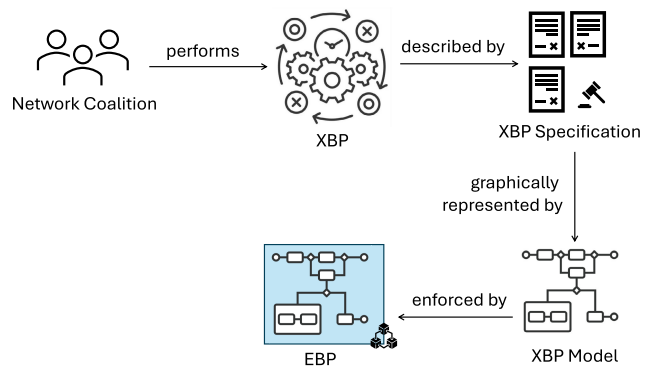 performs
described by
Network Coalition
XBP
XBP Specification
graphically
represented by
enforced by
EBP
XBP Model